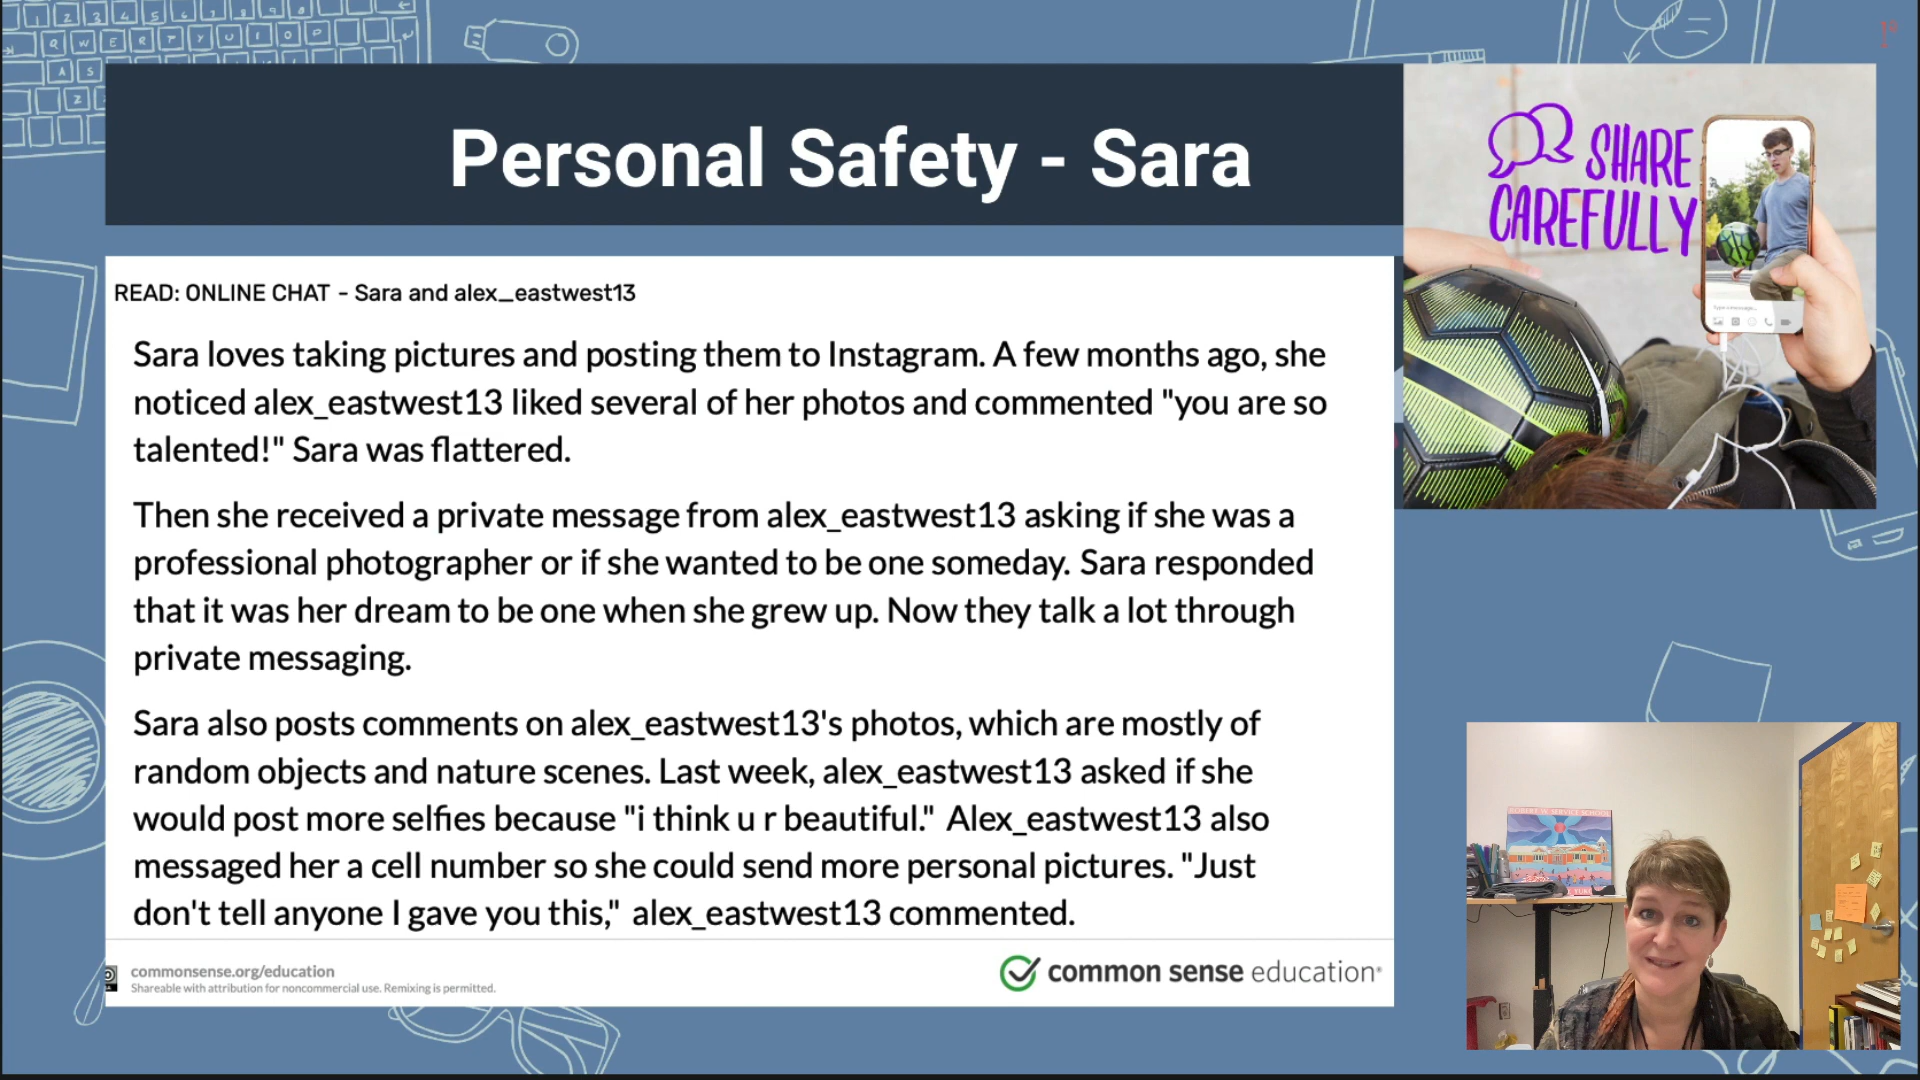 Personal Safety - Sara
SHARE
CAREFULLY
READ: ONLINE CHAT - Sara and alex_eastwest13
Sara loves taking pictures and posting them to Instagram. A few months ago, she
noticed alex_eastwest13 liked several of her photos and commented "you are so
talented!" Sara was flattered.
Then she received a private message from alex_eastwest13 asking if she was a
professional photographer or if she wanted to be one someday. Sara responded
that it was her dream to be one when she grew up. Now they talk a lot through
private messaging.
Sara also posts comments on alex_eastwest13's photos, which are mostly of
random objects and nature scenes. Last week, alex_eastwest13 asked if she
would post more selfies because "i think u r beautiful." Alex_eastwest13 also
messaged her a cell number so she could send more personal pictures. "Just
don't tell anyone I gave you this," alex_eastwest13 commented.
commonsense.org/education
Shareable with attribution for noncommercial use. Remixing is permitted.
common sense education®